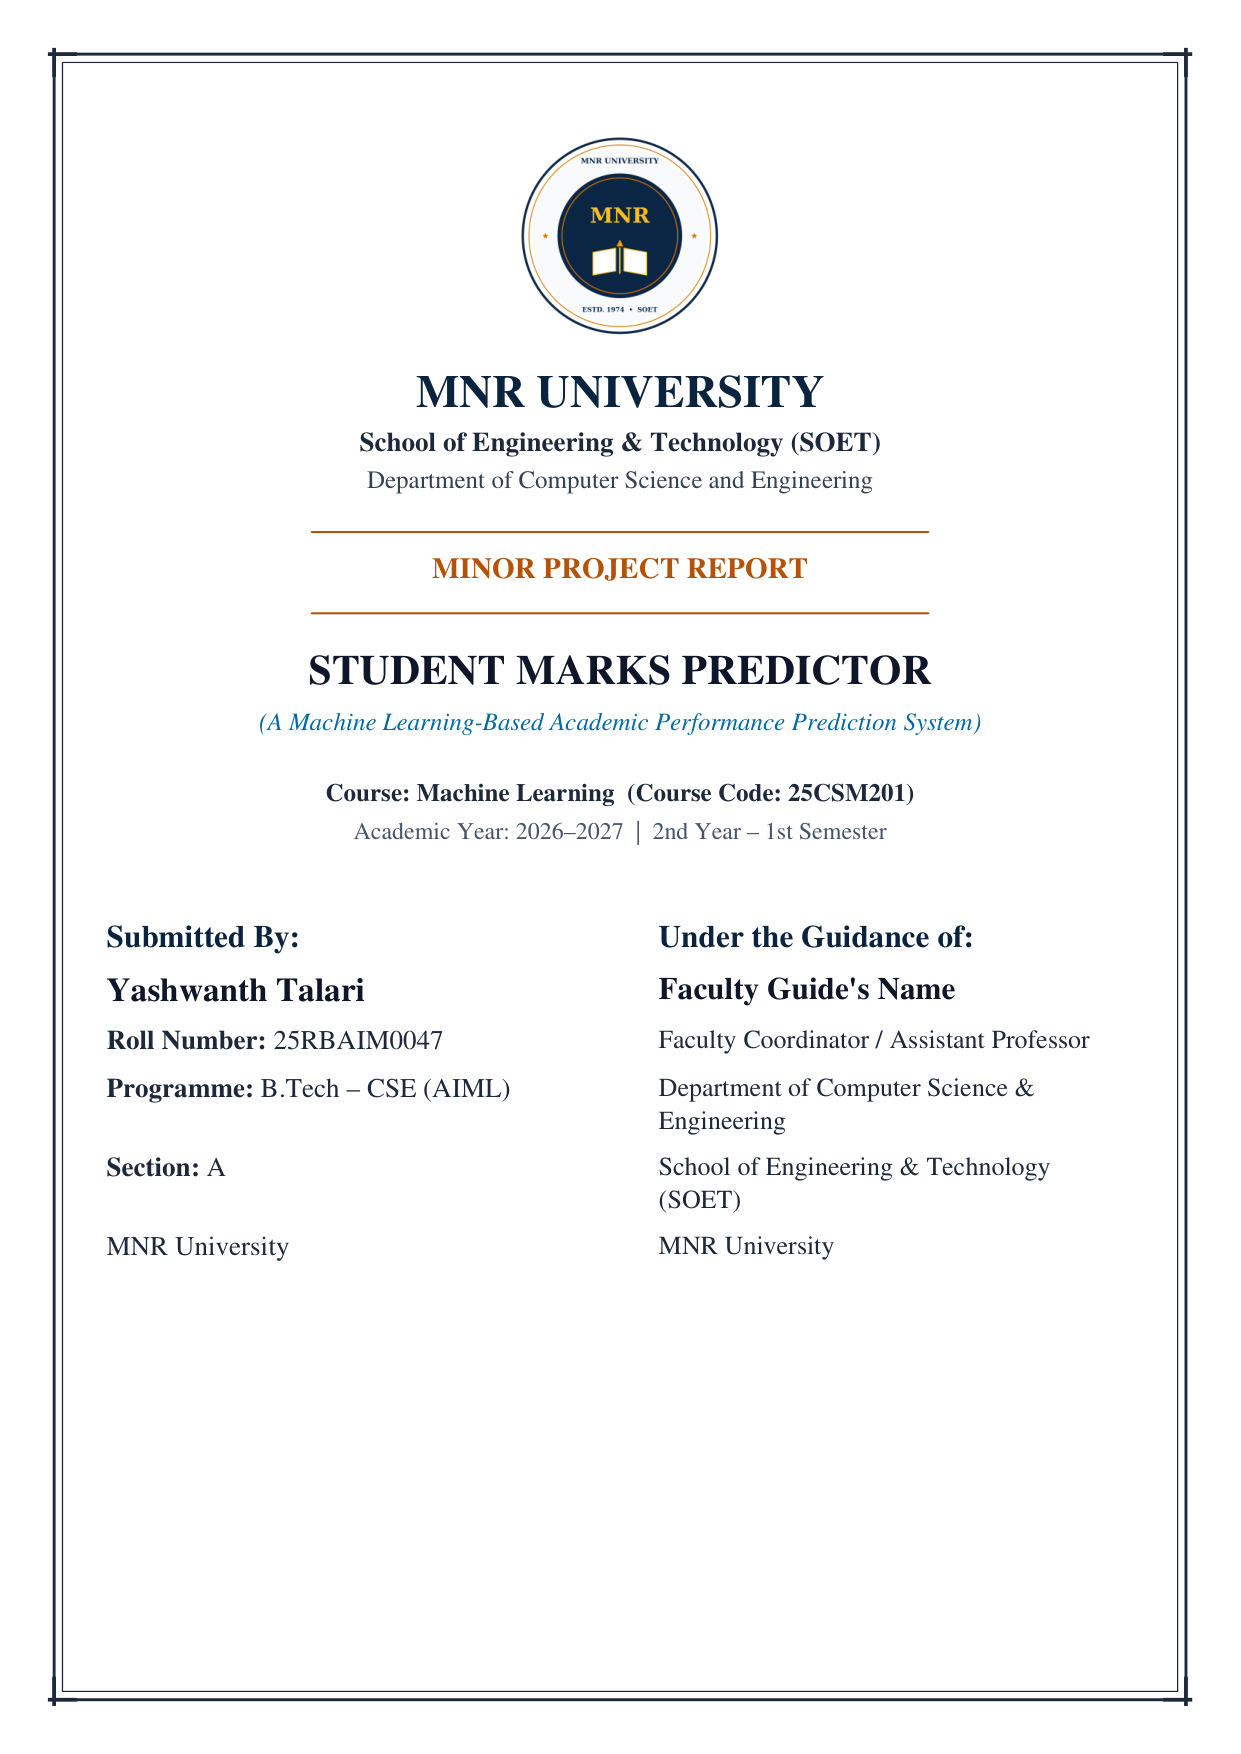 MNR UNIVERSITY
MNR
ESTD. 1974 • SOET
MNR UNIVERSITY
School of Engineering & Technology (SOET)
Department of Computer Science and Engineering
MINOR PROJECT REPORT
STUDENT MARKS PREDICTOR
(A Machine Learning-Based Academic Performance Prediction System)
Course: Machine Learning (Course Code: 25CSM201)
Academic Year: 2026–2027 | 2nd Year – 1st Semester
Submitted By:
Yashwanth Talari
Roll Number: 25RBAIM0047
Programme: B.Tech – CSE (AIML)
Section: A
MNR University
Under the Guidance of:
Faculty Guide's Name
Faculty Coordinator / Assistant Professor
Department of Computer Science &
Engineering
School of Engineering & Technology
(SOET)
MNR University